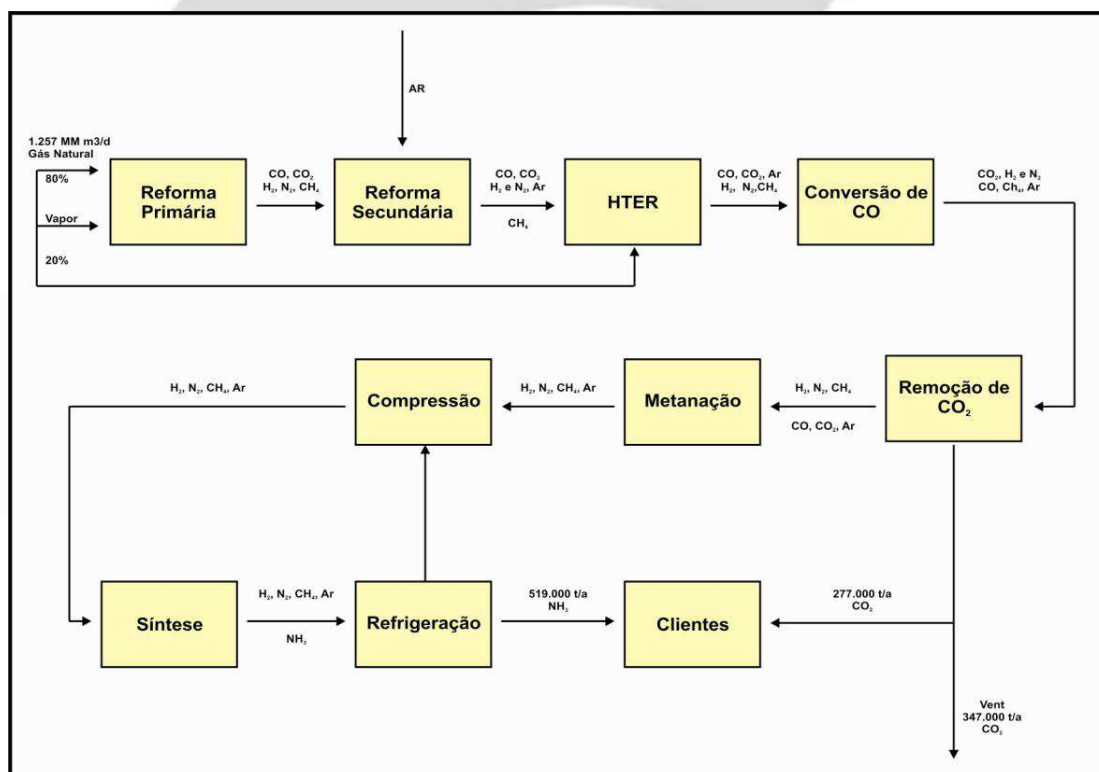 AR
1.257 MM m3/d
Gás Natural
80%
Vapor
20%
Reforma
Primária
CO, CO₂
H₂, N₂, CH₄
Reforma
Secundária
CO, CO₂
H₂ e N₂, Ar
CH₄
HTER
CO, CO₂, Ar
H₂, N₂,CH₄
Conversão de
CO
CO₂, H₂ e N₂
CO, Ch₄, Ar
H₂, N₂, CH₄, Ar
Compressão
H₂, N₂, CH₄, Ar
Metanação
H₂, N₂, CH₄
CO, CO₂, Ar
Remoção de
CO₂
Síntese
H₂, N₂, CH₄, Ar
NH₃
Refrigeração
519.000 t/a
NH₃
Clientes
277.000 t/a
CO₂
Vent
347.000 t/a
CO₂